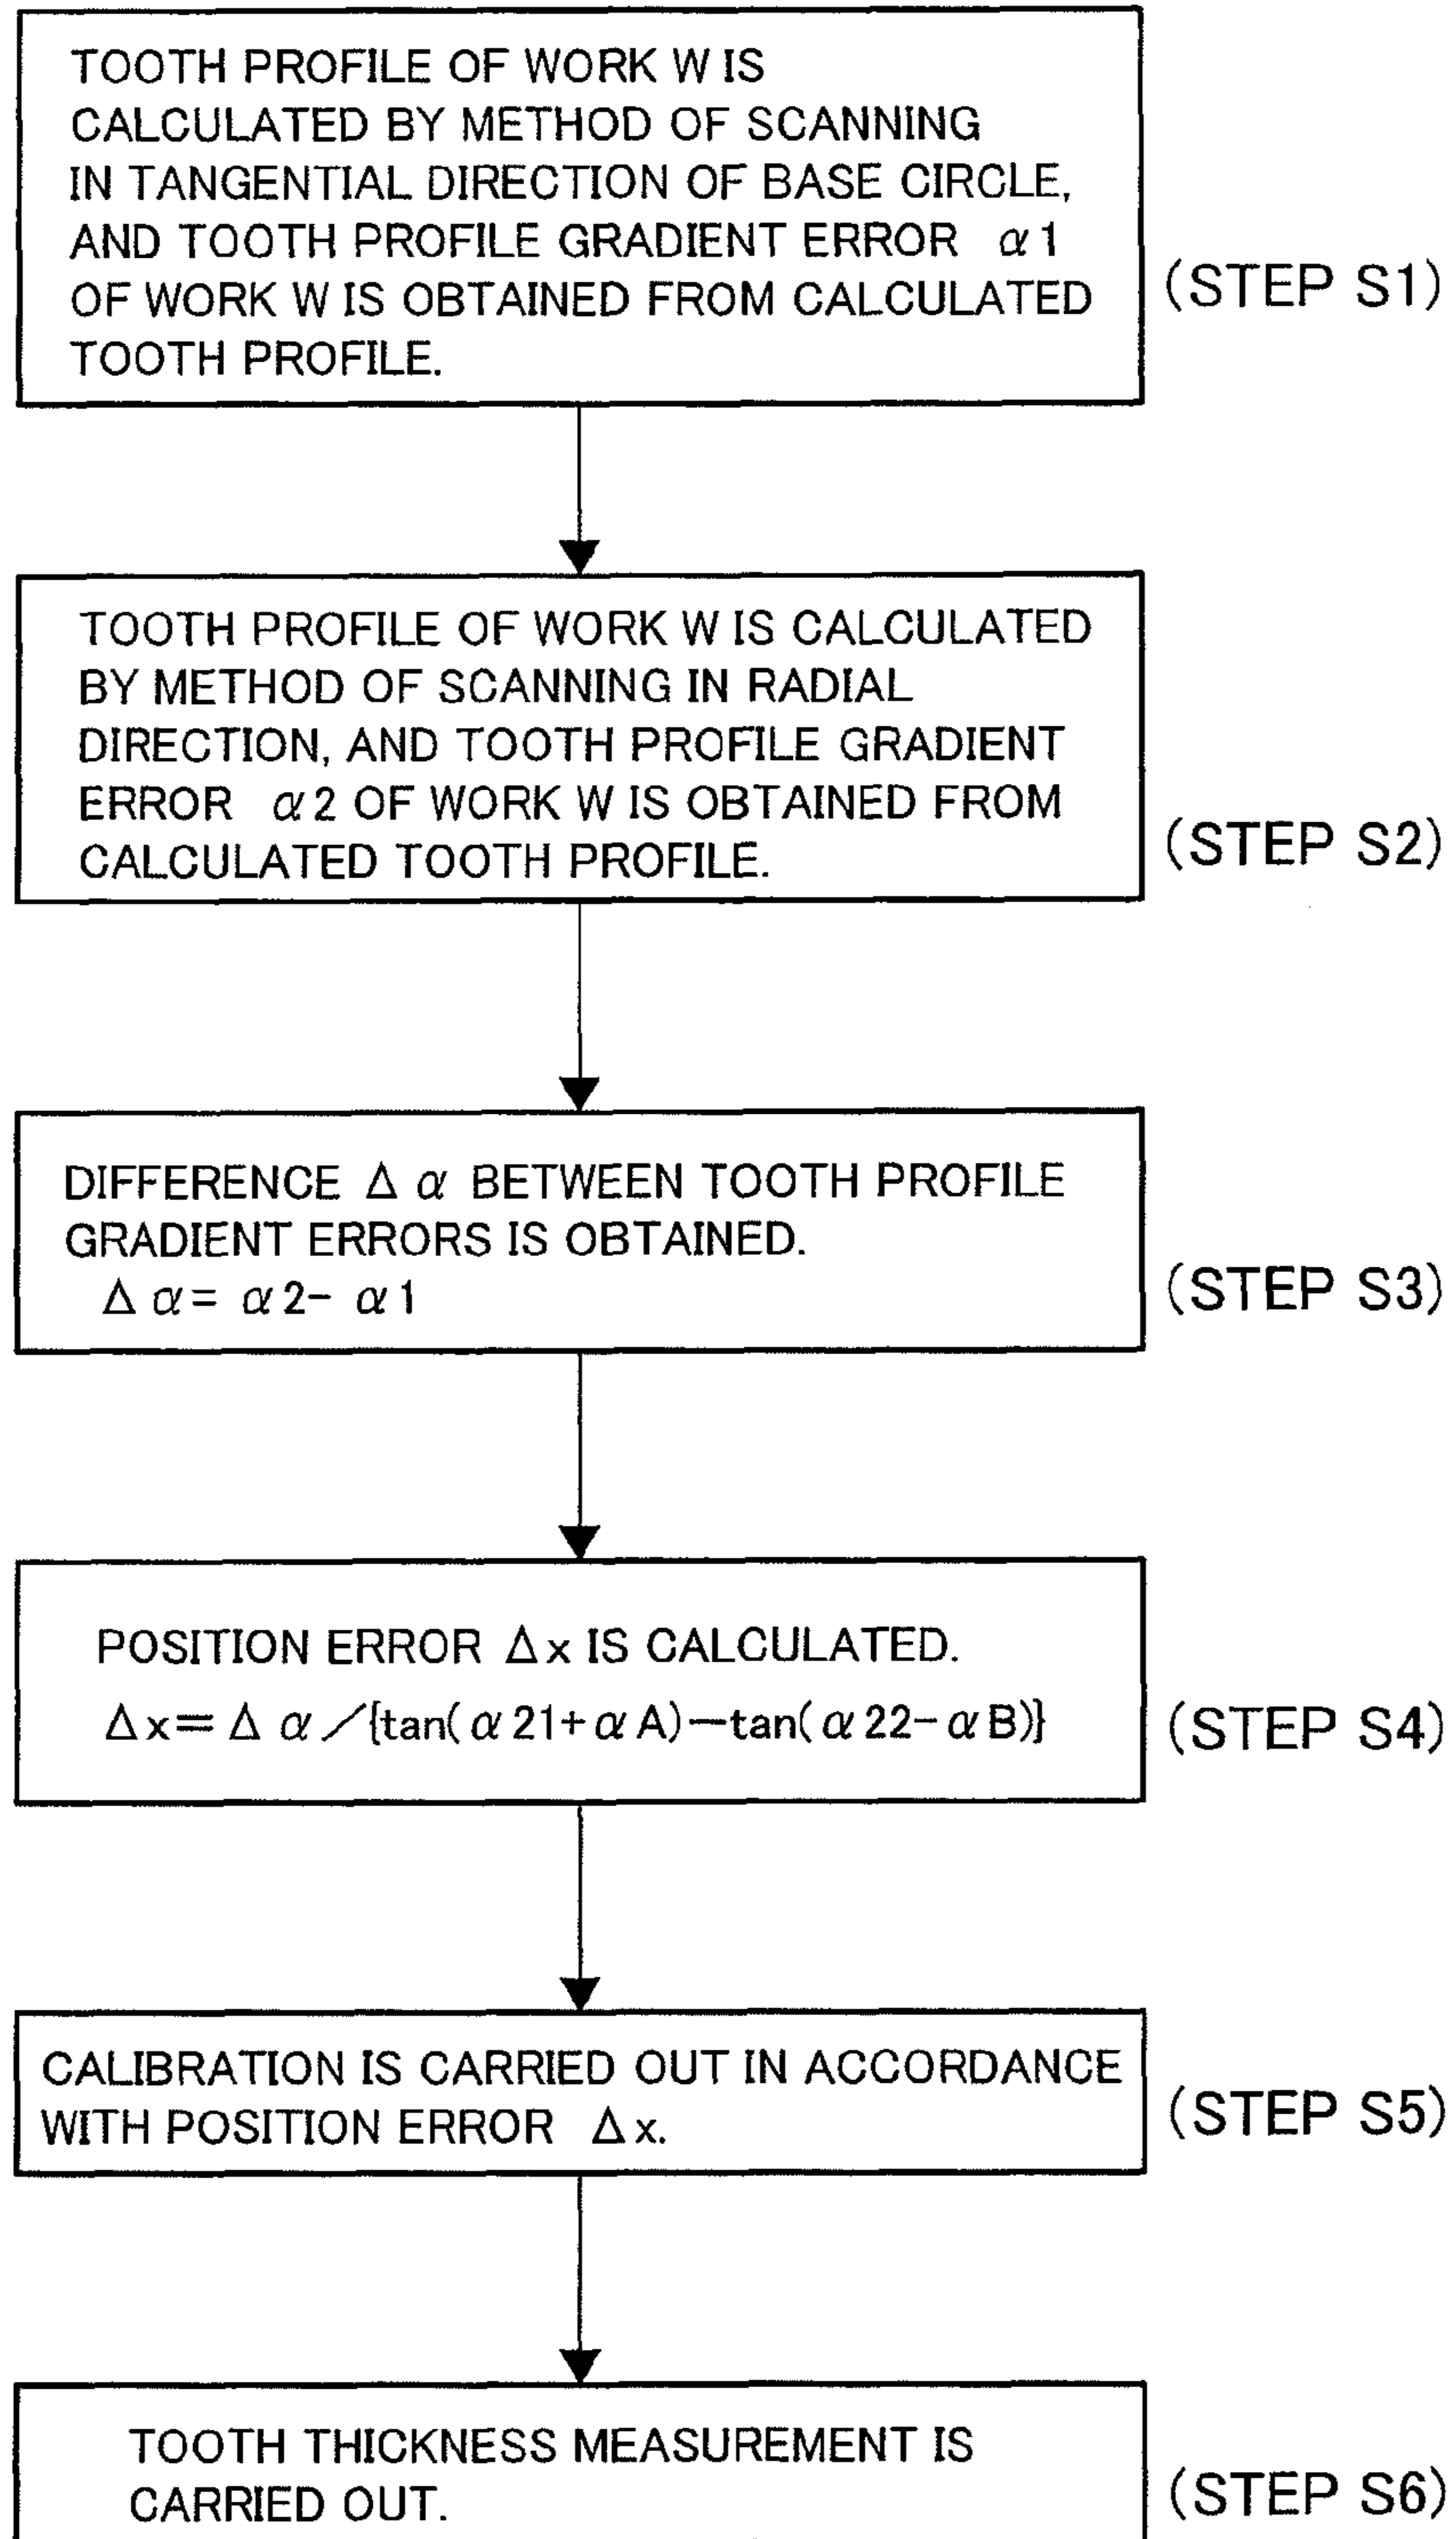 TOOTH PROFILE OF WORK W IS
CALCULATED BY METHOD OF SCANNING
IN TANGENTIAL DIRECTION OF BASE CIRCLE,
AND TOOTH PROFILE GRADIENT ERROR α1
OF WORK W IS OBTAINED FROM CALCULATED
TOOTH PROFILE.
(STEP S1)
TOOTH PROFILE OF WORK W IS CALCULATED
BY METHOD OF SCANNING IN RADIAL
DIRECTION, AND TOOTH PROFILE GRADIENT
ERROR α2 OF WORK W IS OBTAINED FROM
CALCULATED TOOTH PROFILE.
(STEP S2)
DIFFERENCE Δα BETWEEN TOOTH PROFILE
GRADIENT ERRORS IS OBTAINED.
Δα= α2- α1
(STEP S3)
POSITION ERROR Δx IS CALCULATED.
Δx=Δα/{tan(α21+αA)-tan(α22-αB)}
(STEP S4)
CALIBRATION IS CARRIED OUT IN ACCORDANCE
WITH POSITION ERROR Δx.
(STEP S5)
TOOTH THICKNESS MEASUREMENT IS
CARRIED OUT.
(STEP S6)